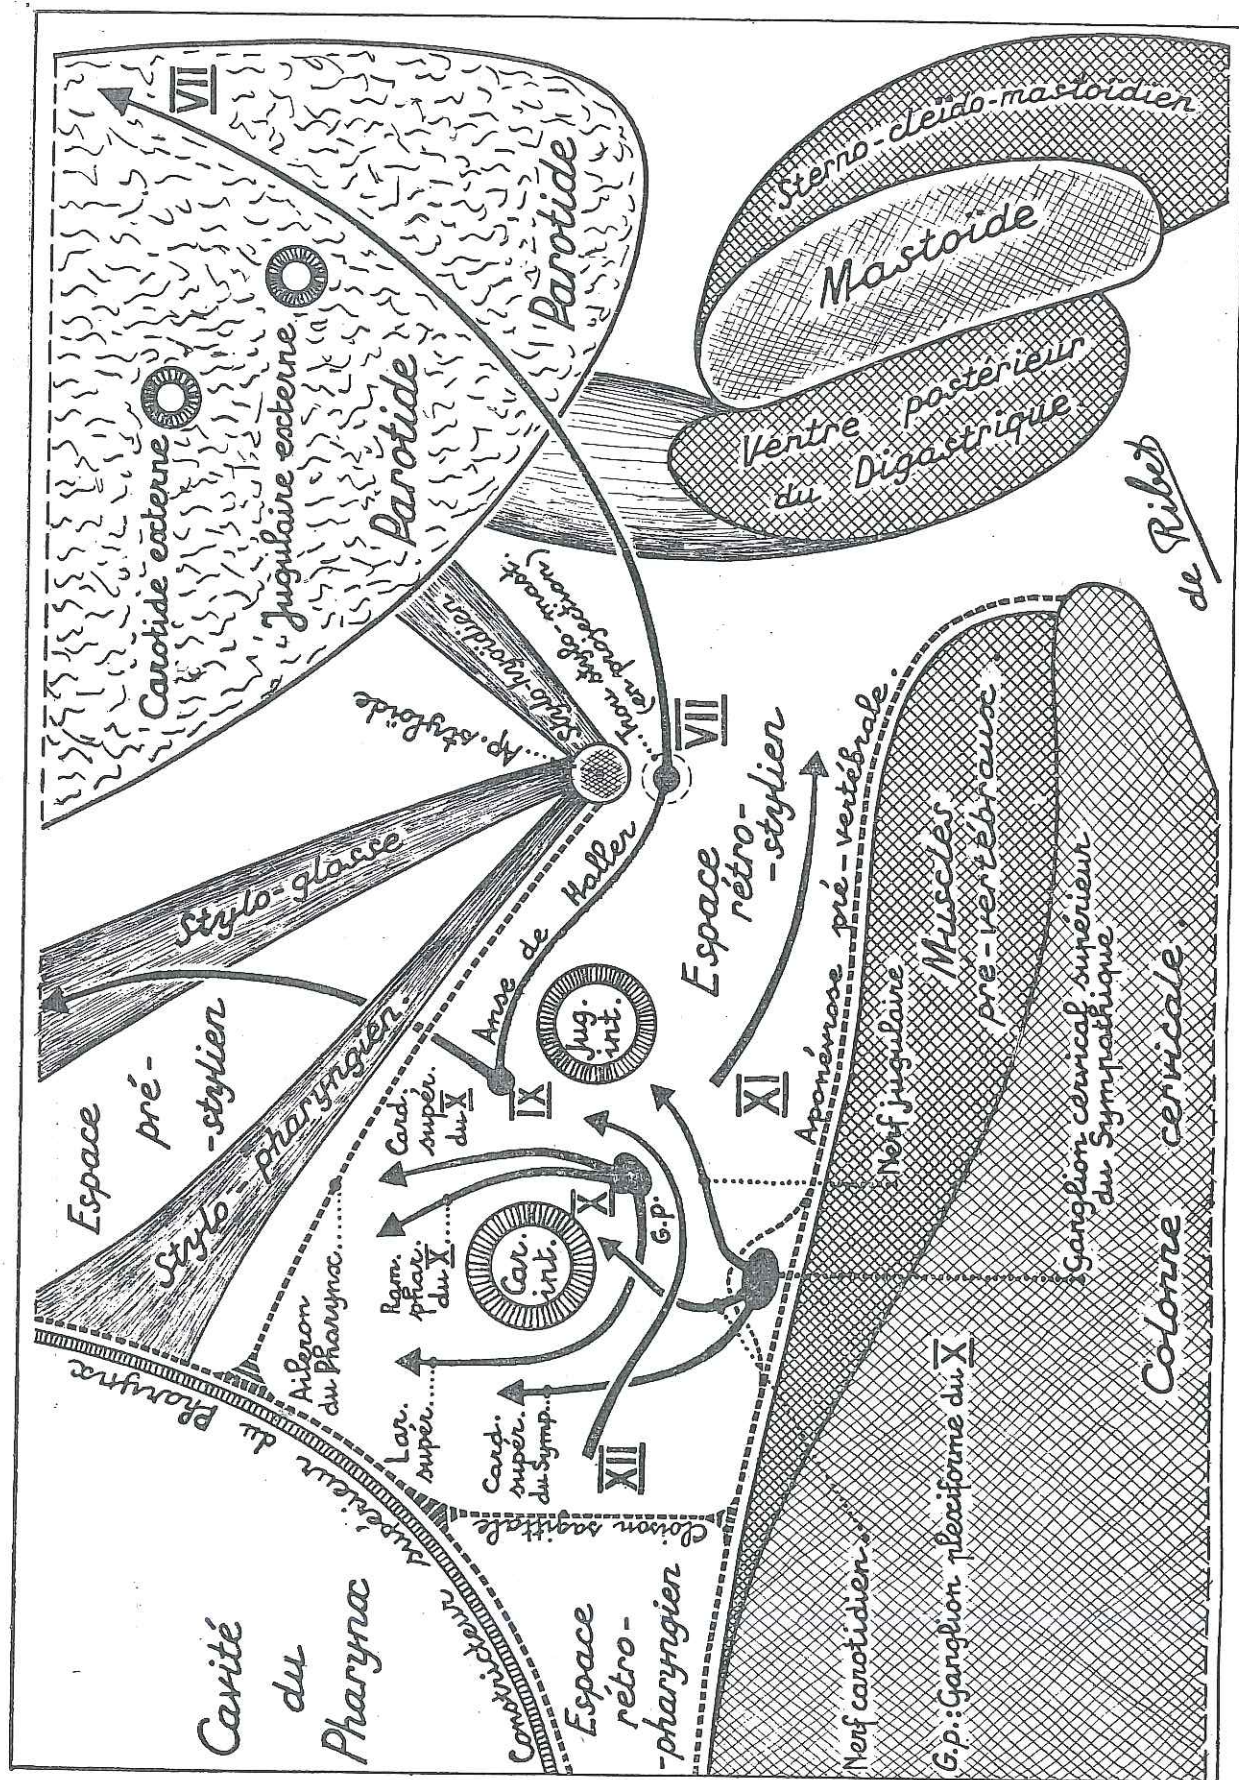 Cavité
du
Pharynx
Constricteur supérieur du Pharynx
Espace
rétro-
-pharyngien
Cloison sagittale
Espace
pré-
-stylien
Stylo-pharyngien
Stylo-glosse
Aileron
du Pharynx
Lar.
supér.
Card.
supér.
du Symp.
XII
Ram.
phar.
du X
Card.
supér.
du X
Car.
int.
X
G.p.
IX
Anse de Haller
Jug.
int.
Ap.
styloïde
Stylo-hyoïdien
Trou stylo-mast.
(en projection)
VII
Espace
rétro-
-stylien
XI
Aponévrose pré-vertébrale.
Carotide externe
Jugulaire externe
Parotide
Parotide
VII
Sterno-cleido-mastoïdien
Mastoïde
Ventre postérieur
du Digastrique
Muscles
pre-vertébraux
Nerf jugulaire
Ganglion cervical supérieur
du Sympathique
Nerf carotidien
G.p.: Ganglion plexiforme du X
Colonne cervicale.
de Ribet